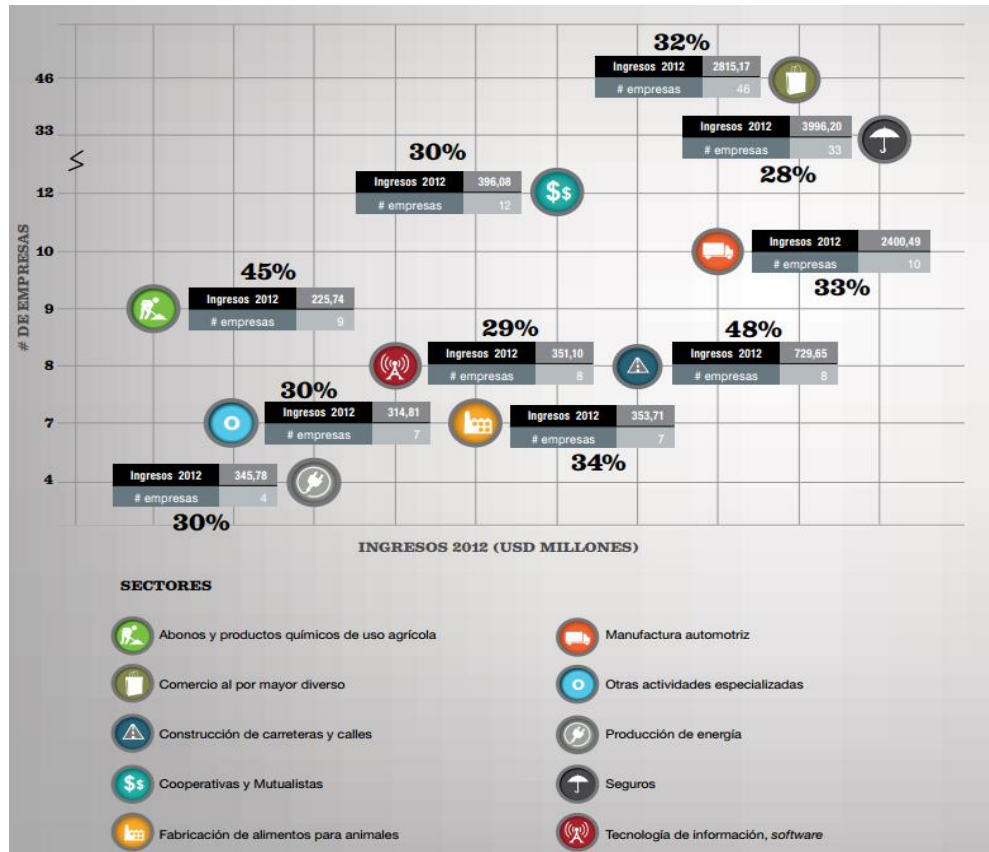 32%
Ingresos 2012 2815,17
# empresas 46
46
Ingresos 2012 3996,20
# empresas 33
28%
33
30%
Ingresos 2012 396,08
# empresas 12
12
Ingresos 2012 2400,49
# empresas 10
33%
10
45%
Ingresos 2012 225,74
# empresas 9
9
29%
Ingresos 2012 351,10
# empresas 8
48%
Ingresos 2012 729,65
# empresas 8
8
30%
Ingresos 2012 314,81
# empresas 7
Ingresos 2012 353,71
# empresas 7
34%
7
Ingresos 2012 345,78
# empresas 4
30%
4
# DE EMPRESAS
$s
O
INGRESOS 2012 (USD MILLONES)
SECTORES
Abonos y productos químicos de uso agrícola
Comercio al por mayor diverso
Construcción de carreteras y calles
$s Cooperativas y Mutualistas
Fabricación de alimentos para animales
Manufactura automotriz
O Otras actividades especializadas
Producción de energía
Seguros
Tecnología de información, software